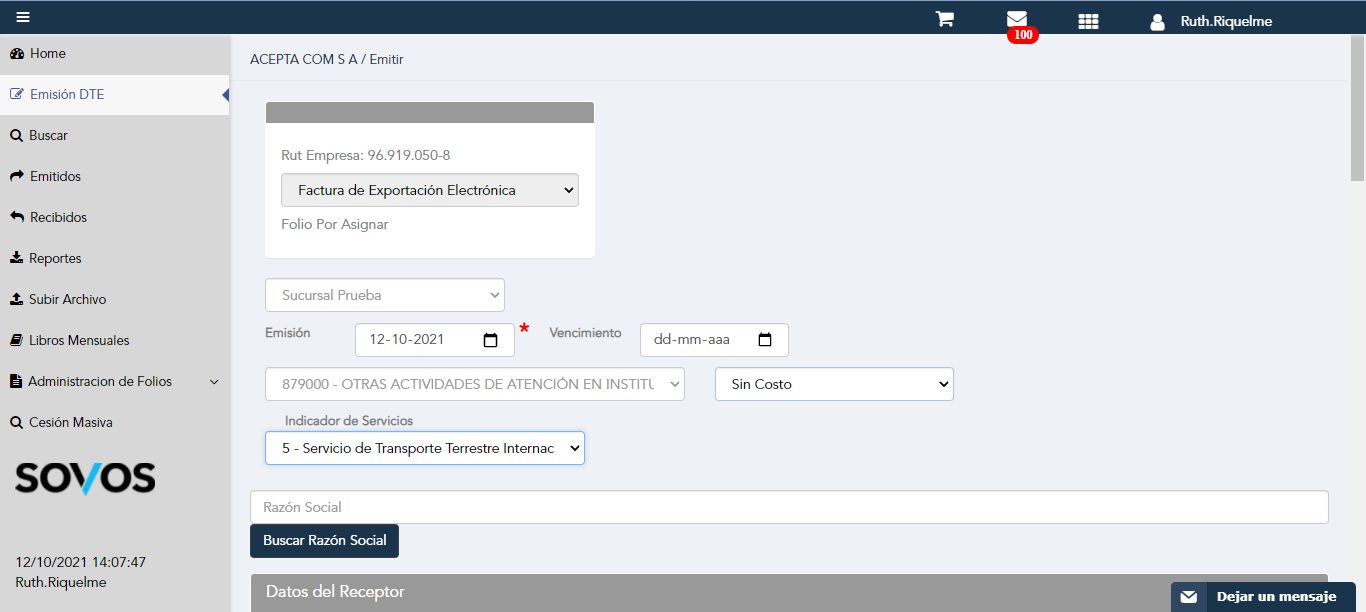 Ruth.Riquelme
100
Home
ACEPTA COM S A / Emitir
Emisión DTE
Buscar
Emitidos
Recibidos
Reportes
Subir Archivo
Libros Mensuales
Administracion de Folios
Cesión Masiva
SOVOS
12/10/2021 14:07:47
Ruth.Riquelme
Rut Empresa: 96.919.050-8
Factura de Exportación Electrónica
Folio Por Asignar
Sucursal Prueba
Emisión 12-10-2021 * Vencimiento dd-mm-aaa
879000 - OTRAS ACTIVIDADES DE ATENCIÓN EN INSTITU Sin Costo
Indicador de Servicios
5 - Servicio de Transporte Terrestre Internac
Razón Social
Buscar Razón Social
Datos del Receptor
Dejar un mensaje